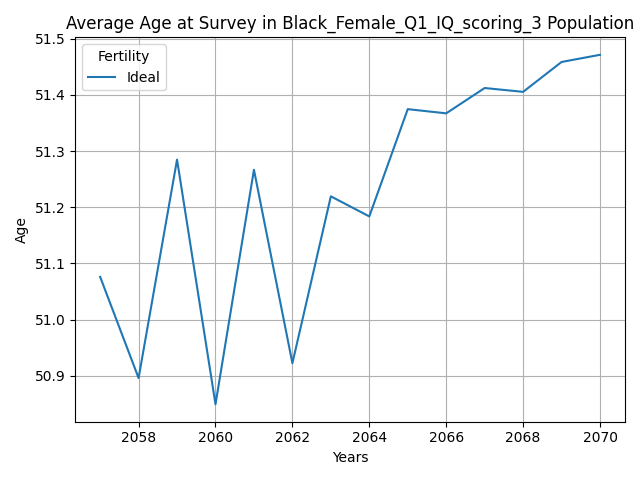 Average Age at Survey in Black_Female_Q1_IQ_scoring_3 Population
Fertility
Ideal
51.5
51.4
51.3
51.2
51.1
51.0
50.9
Age
2058 2060 2062 2064 2066 2068 2070
Years